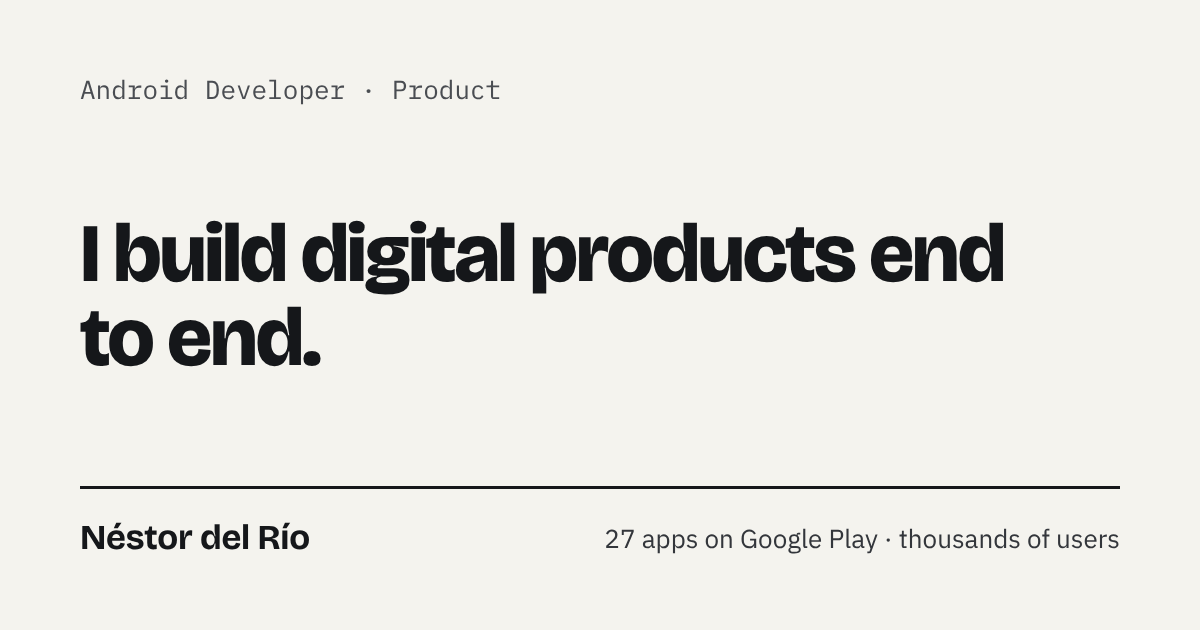 Android Developer · Product
I build digital products end
to end.
Néstor del Río
27 apps on Google Play · thousands of users